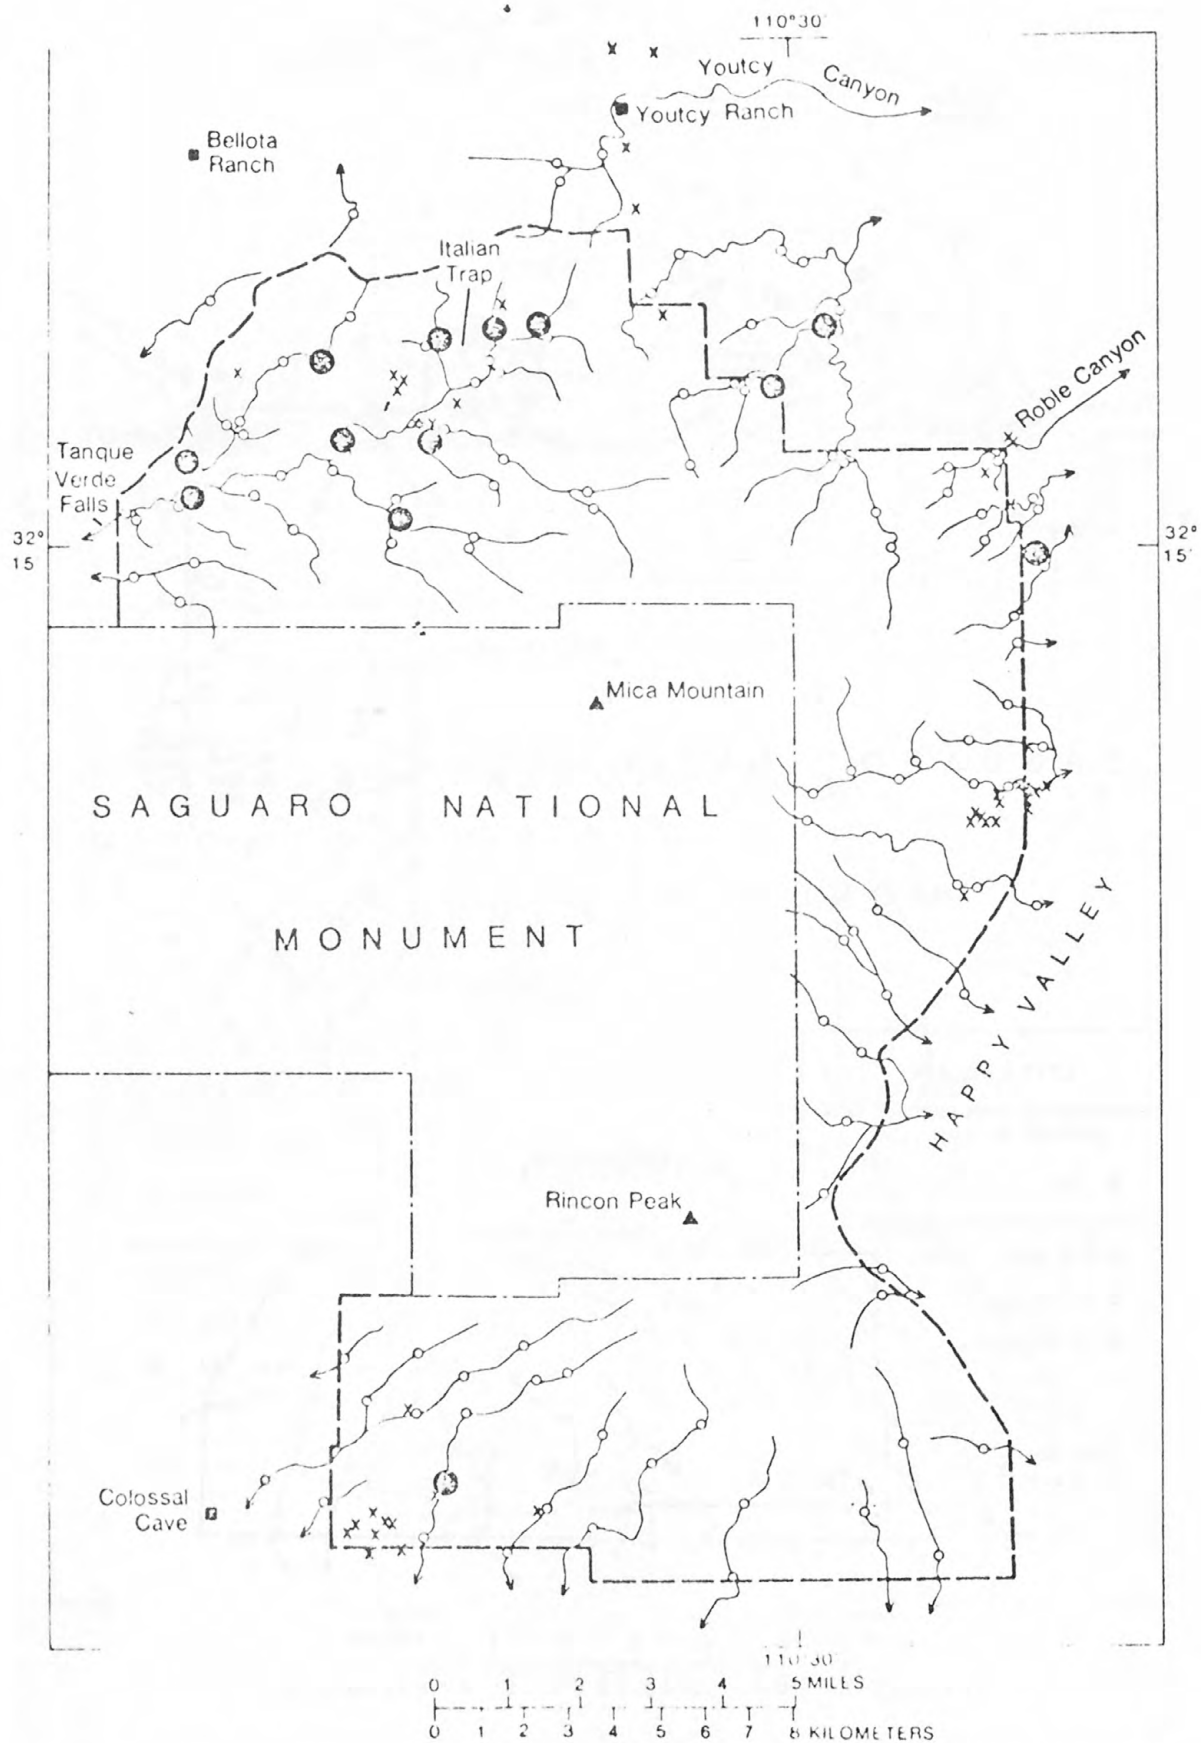 110°30'
Youtcy Canyon
Youtcy Ranch
Bellota
Ranch
Italian
Trap
Roble Canyon
Tanque
Verde
Falls
32°
15'
32°
15'
Mica Mountain
SAGUARO NATIONAL
MONUMENT
HAPPY VALLEY
Rincon Peak
Colossal
Cave
110°30'
0 1 2 3 4 5 MILES
0 1 2 3 4 5 6 7 8 KILOMETERS